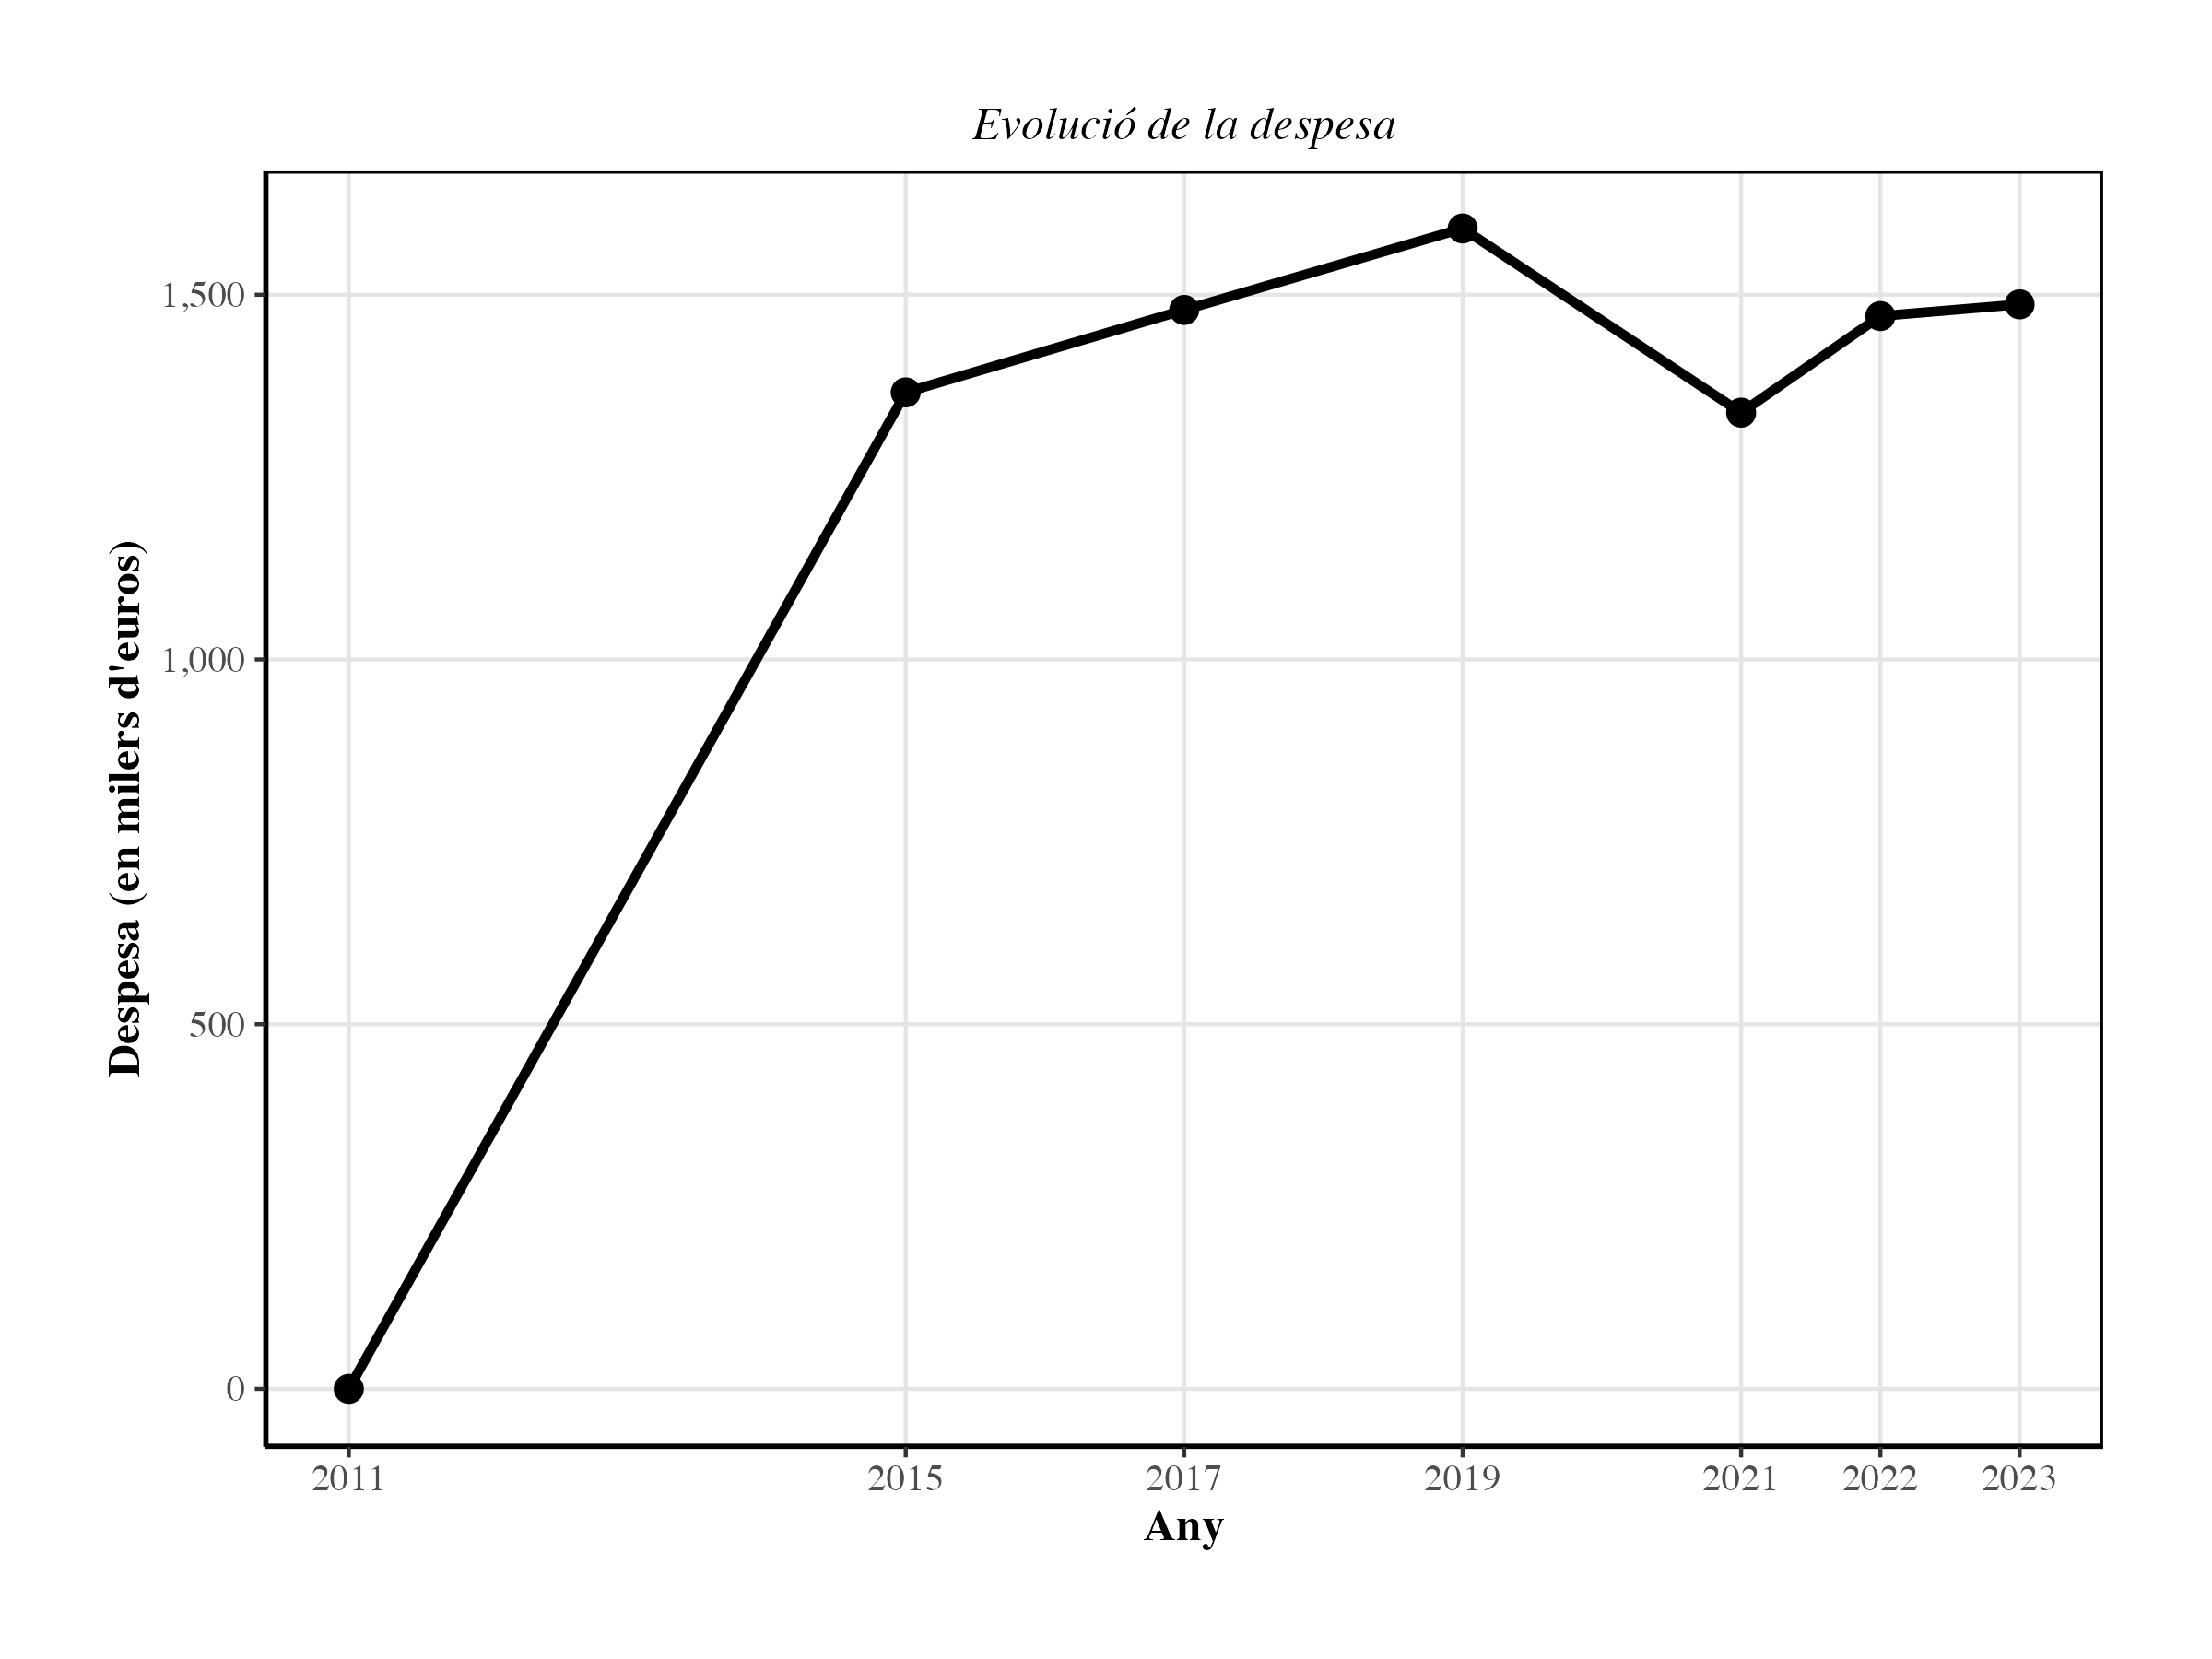 Evolució de la despesa
Despesa (en milers d'euros)
1,500
1,000
500
0
2011 2015 2017 2019 2021 2022 2023
Any